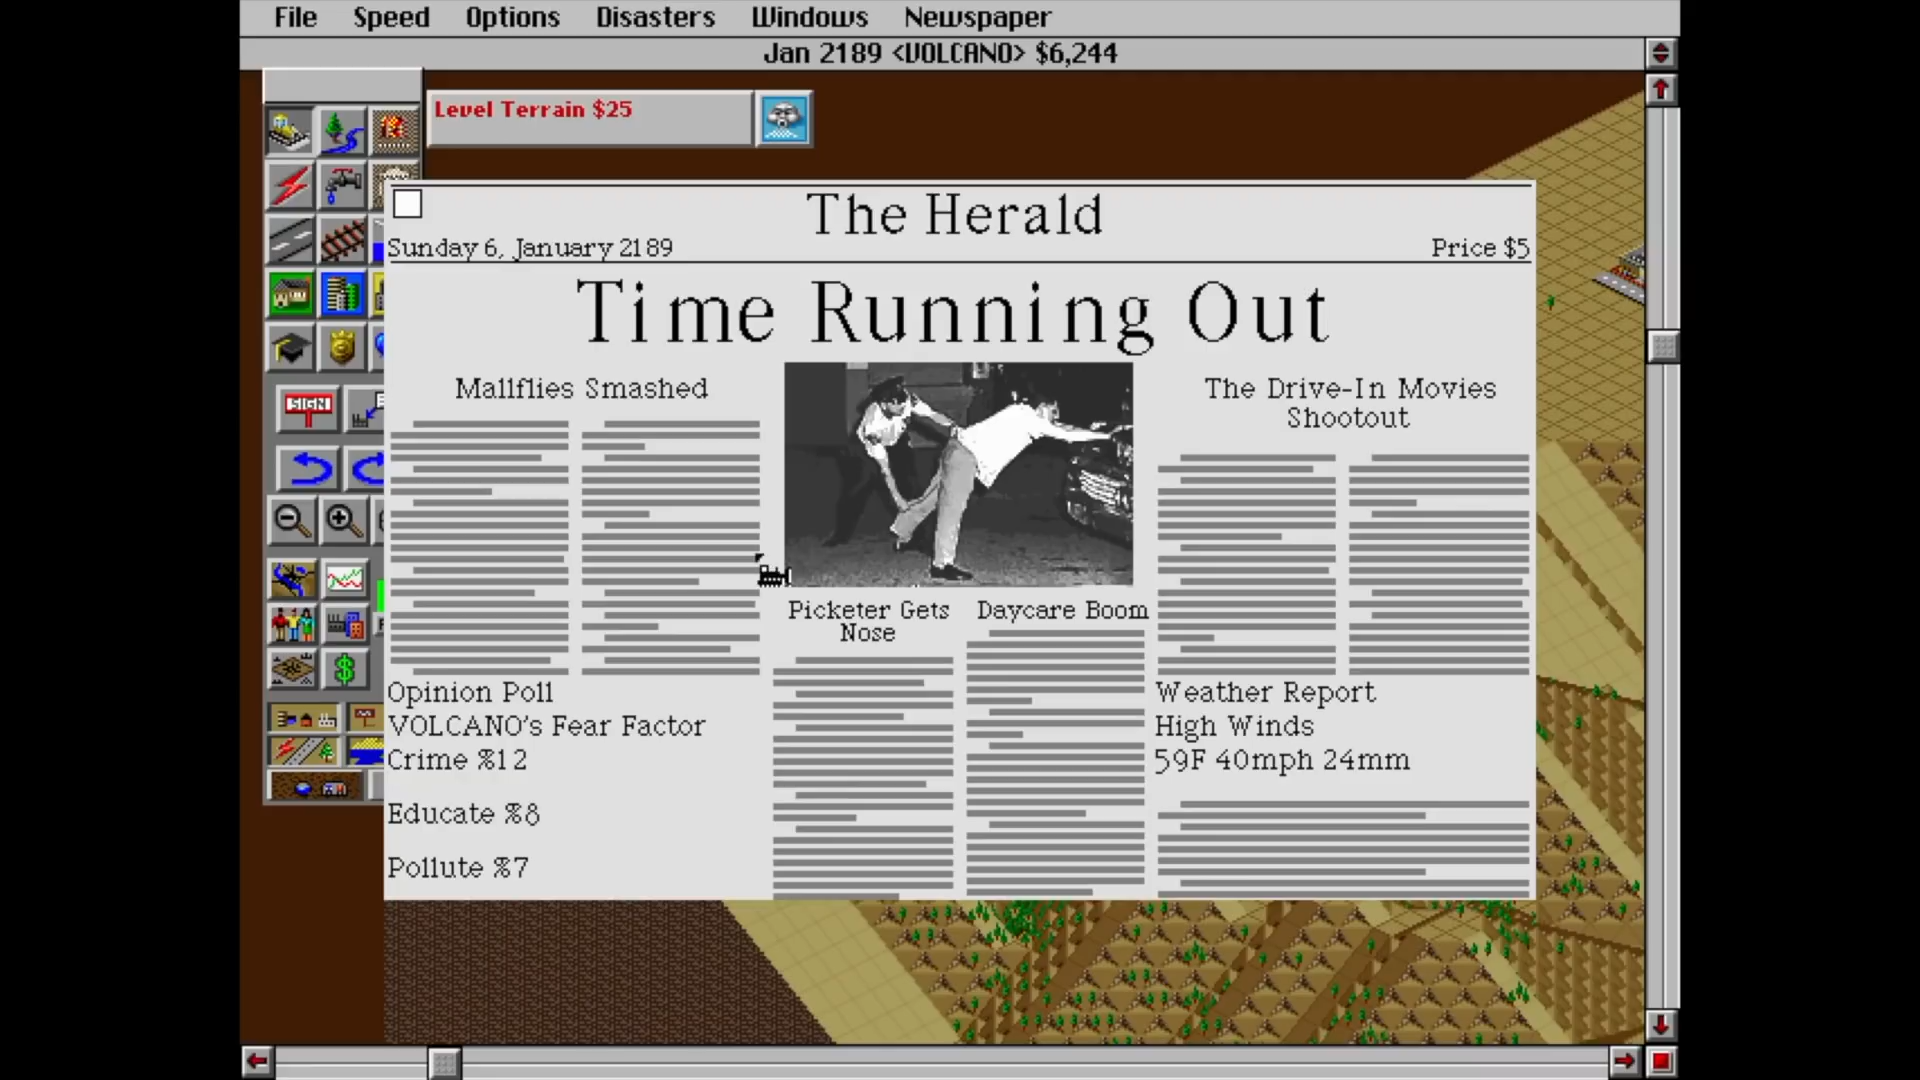 File Speed Options Disasters Windows Newspaper
Jan 2189 <VOLCANO> $6,244
Level Terrain $25
SIGN
The Herald
Sunday 6, January 2189
Price $5
Time Running Out
Mallflies Smashed
The Drive-In Movies
Shootout
Picketer Gets
Nose
Daycare Boom
Opinion Poll
VOLCANO's Fear Factor
Crime %12
Educate %8
Pollute %7
Weather Report
High Winds
59F 40mph 24mm